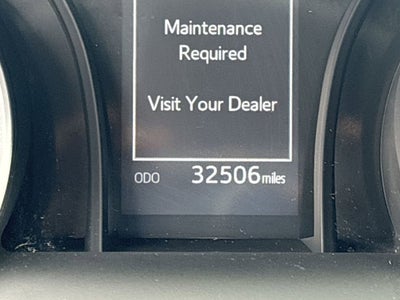 Maintenance
Required
Visit Your Dealer
ODO 32506 miles